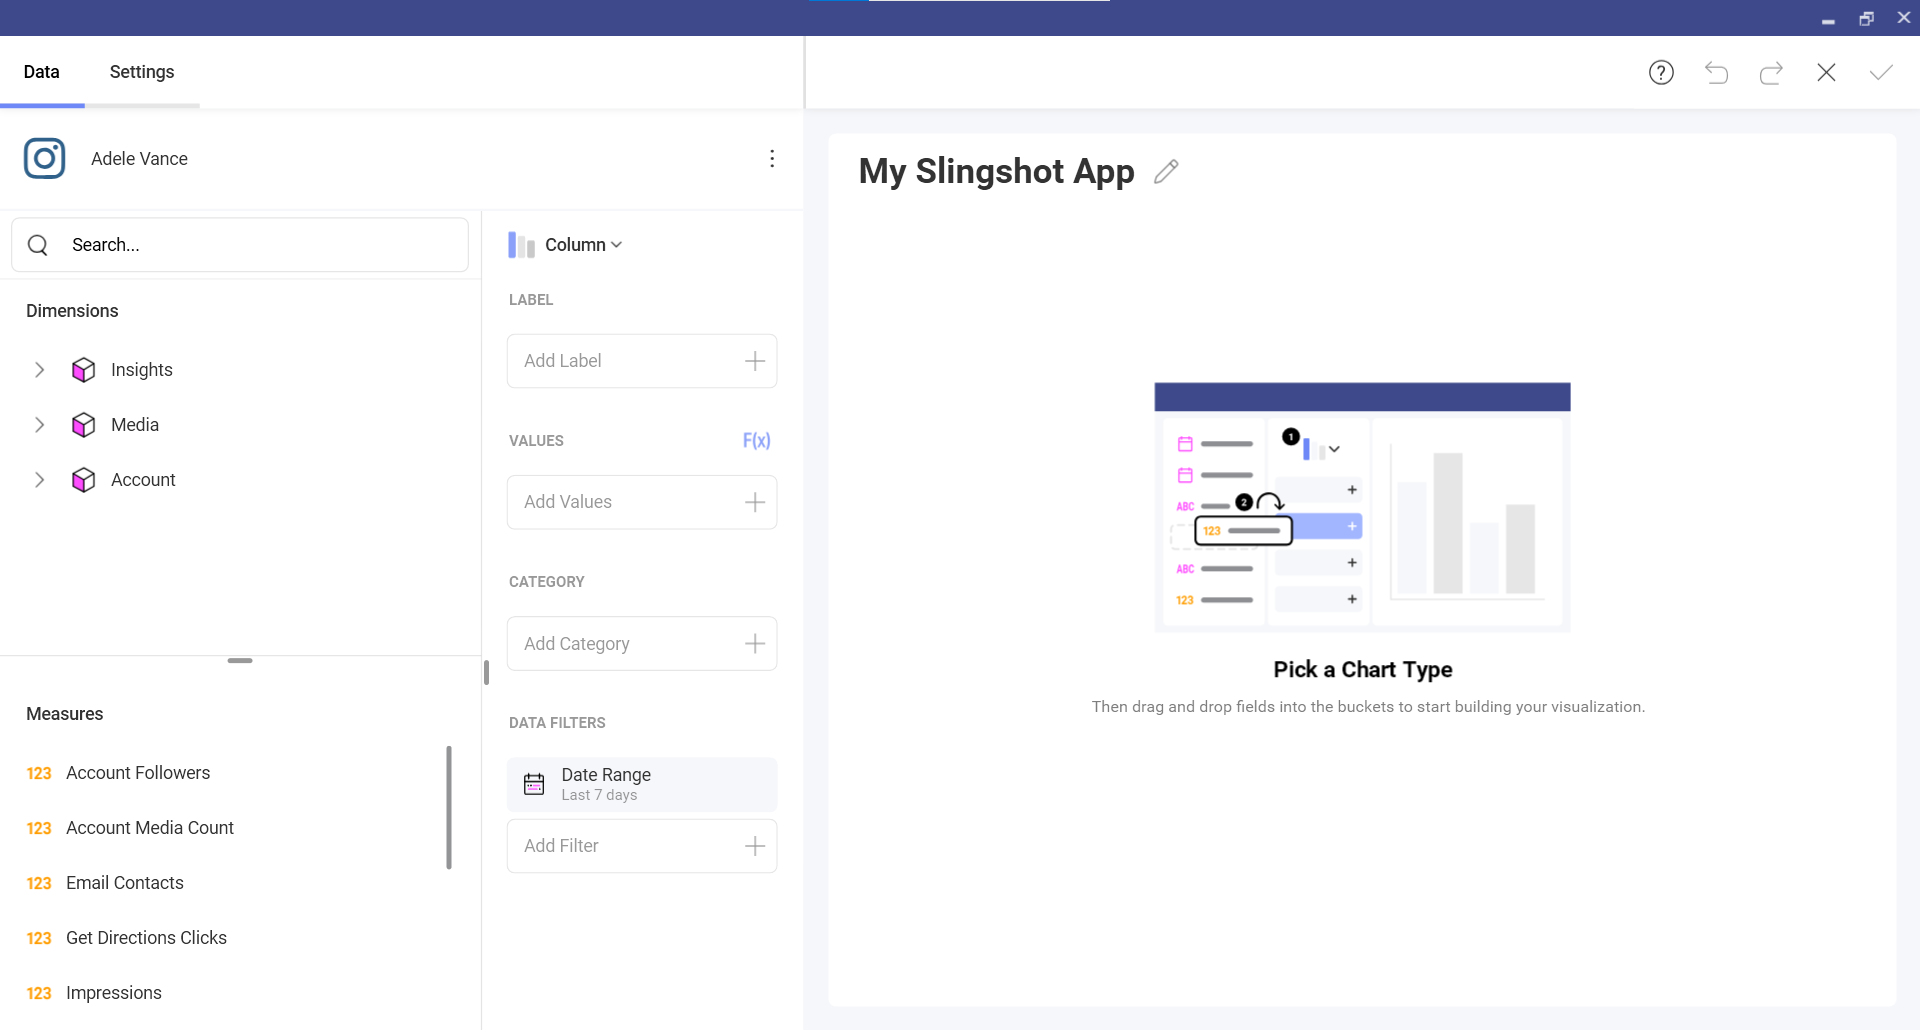 Data
Settings
Adele Vance
Search...
Dimensions
Insights
Media
Account
Measures
123 Account Followers
123 Account Media Count
123 Email Contacts
123 Get Directions Clicks
123 Impressions
Column
LABEL
Add Label
VALUES
F(x)
Add Values
CATEGORY
Add Category
DATA FILTERS
Date Range
Last 7 days
Add Filter
?
My Slingshot App
1
ABC
2
123
ABC
123
Pick a Chart Type
Then drag and drop fields into the buckets to start building your visualization.